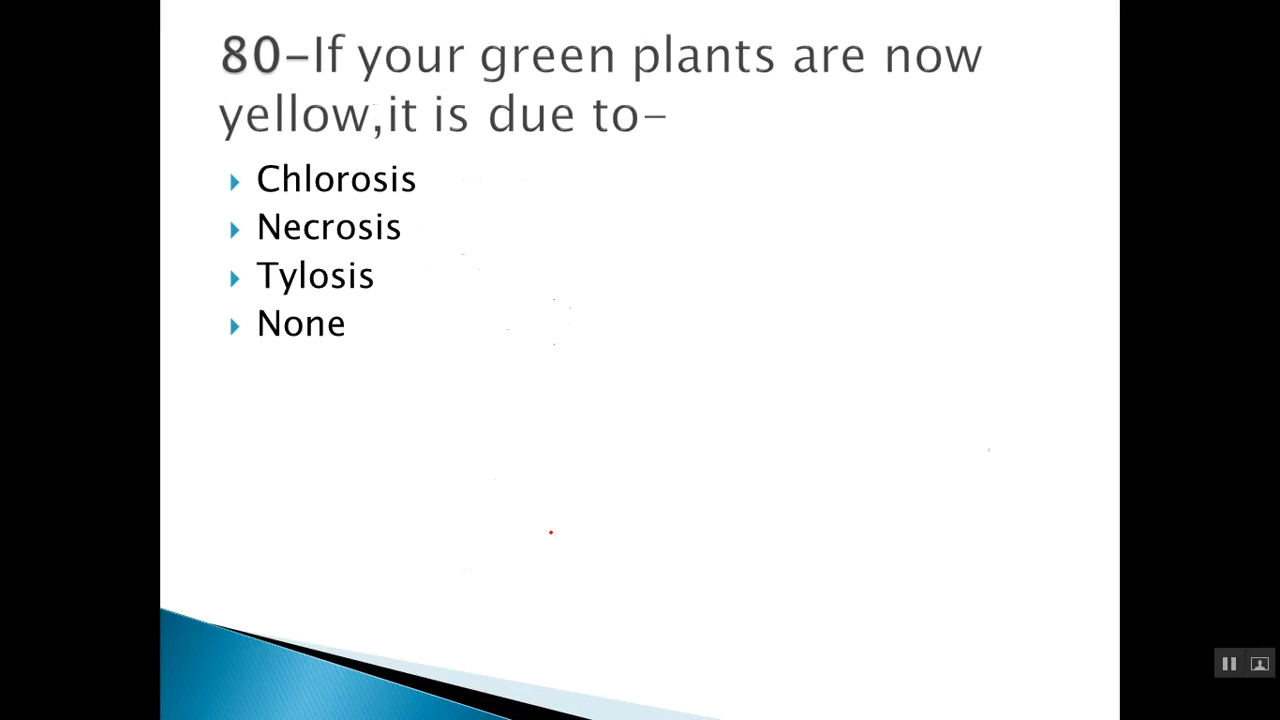 80-If your green plants are now
yellow,it is due to-
Chlorosis
Necrosis
Tylosis
None